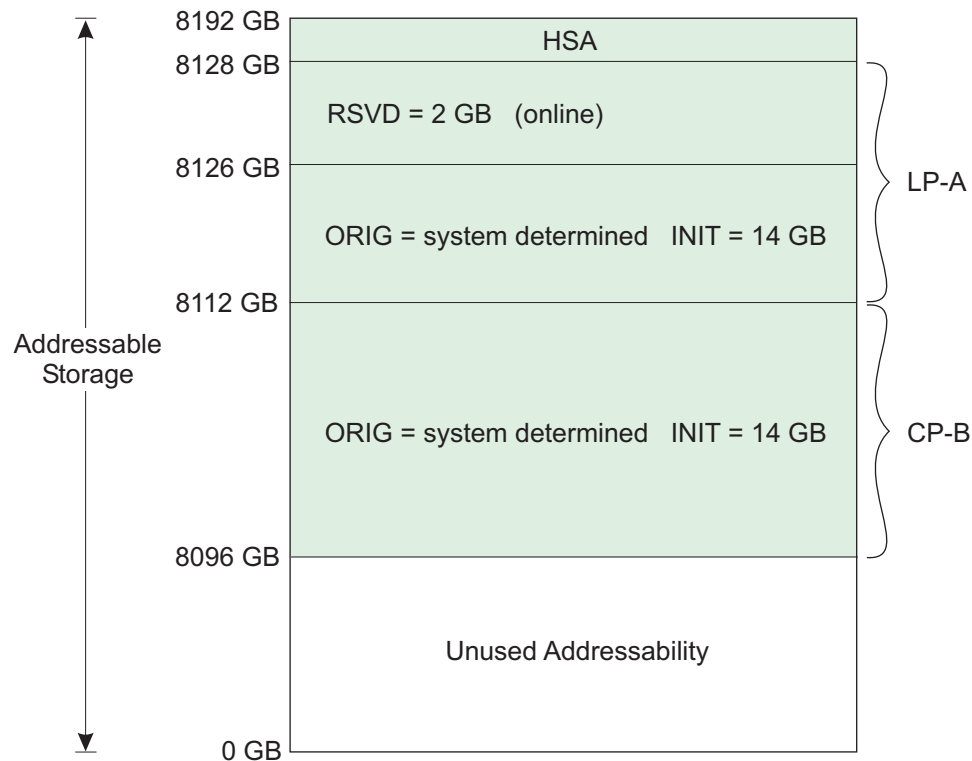 8192 GB
HSA
8128 GB
RSVD = 2 GB (online)
8126 GB
LP-A
ORIG = system determined INIT = 14 GB
8112 GB
Addressable
Storage
ORIG = system determined INIT = 14 GB
CP-B
8096 GB
Unused Addressability
0 GB